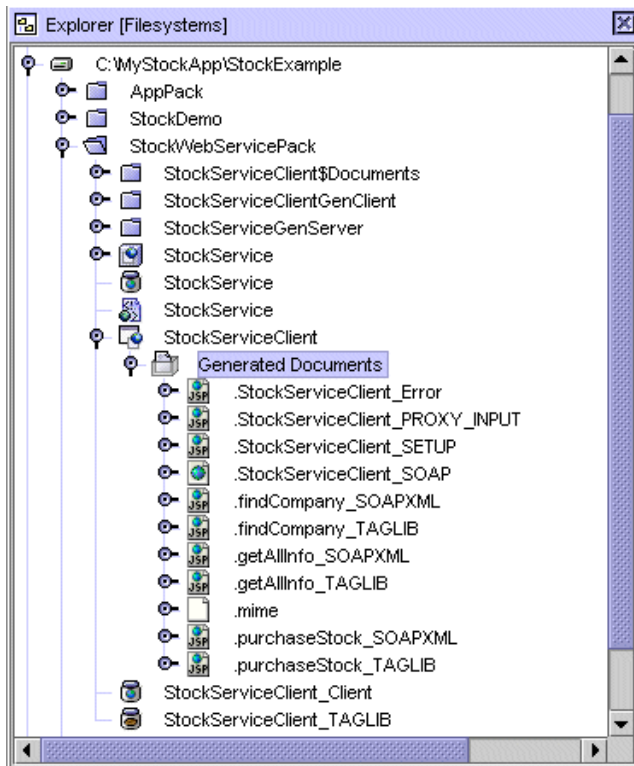 Explorer [Filesystems]
C:\MyStockApp\StockExample
AppPack
StockDemo
StockWebServicePack
StockServiceClient$Documents
StockServiceClientGenClient
StockServiceGenServer
StockService
StockService
StockService
StockServiceClient
Generated Documents
JSP .StockServiceClient_Error
JSP .StockServiceClient_PROXY_INPUT
JSP .StockServiceClient_SETUP
.StockServiceClient_SOAP
JSP .findCompany_SOAPXML
JSP .findCompany_TAGLIB
JSP .getAllInfo_SOAPXML
JSP .getAllInfo_TAGLIB
.mime
JSP .purchaseStock_SOAPXML
JSP .purchaseStock_TAGLIB
StockServiceClient_Client
StockServiceClient_TAGLIB